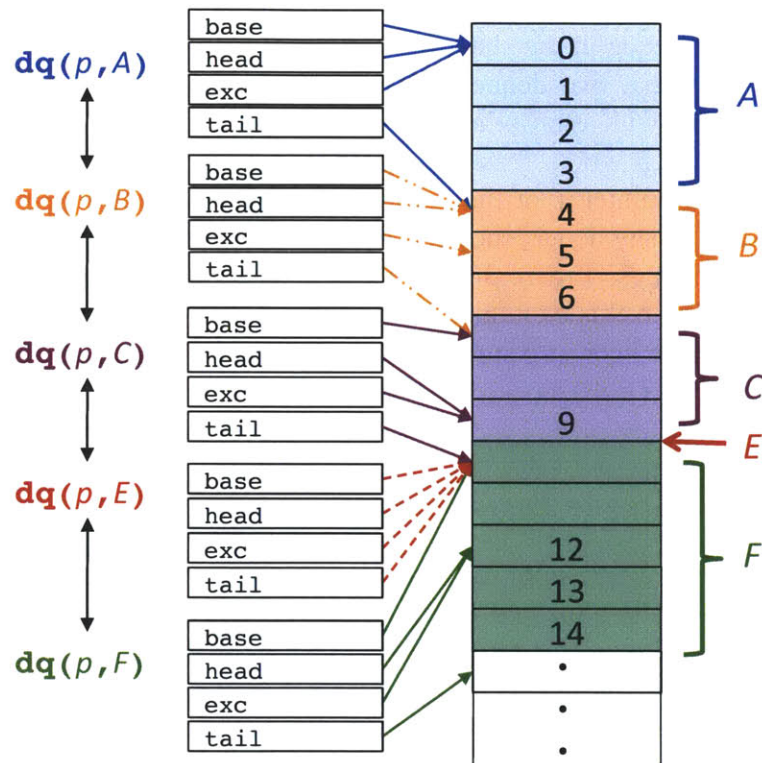 dq(p,A)
base
head
exc
tail
dq(p,B)
base
head
exc
tail
dq(p,C)
base
head
exc
tail
dq(p,E)
base
head
exc
tail
dq(p,F)
base
head
exc
tail
0
1
2
3
4
5
6
9
12
13
14
A
B
C
E
F